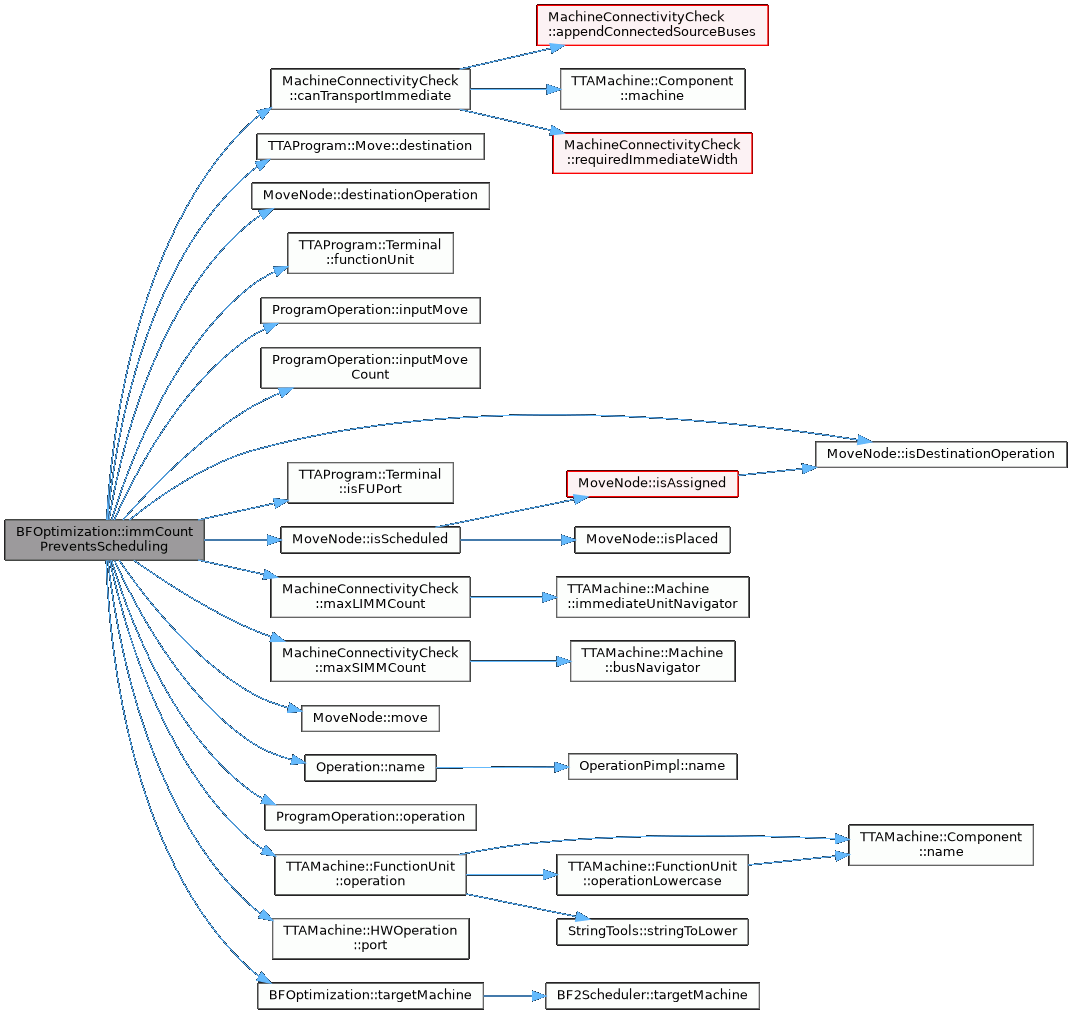 MachineConnectivityCheck
::appendConnectedSourceBuses
MachineConnectivityCheck
::canTransportImmediate
TTAMachine::Component
::machine
TTAProgram::Move::destination
MachineConnectivityCheck
::requiredImmediateWidth
MoveNode::destinationOperation
TTAProgram::Terminal
::functionUnit
ProgramOperation::inputMove
ProgramOperation::inputMove
Count
MoveNode::isDestinationOperation
TTAProgram::Terminal
::isFUPort
MoveNode::isAssigned
BFOptimization::immCount
PreventsScheduling
MoveNode::isScheduled
MoveNode::isPlaced
MachineConnectivityCheck
::maxLIMMCount
TTAMachine::Machine
::immediateUnitNavigator
MachineConnectivityCheck
::maxSIMMCount
TTAMachine::Machine
::busNavigator
MoveNode::move
Operation::name
OperationPimpl::name
ProgramOperation::operation
TTAMachine::Component
::name
TTAMachine::FunctionUnit
::operation
TTAMachine::FunctionUnit
::operationLowercase
StringTools::stringToLower
TTAMachine::HWOperation
::port
BFOptimization::targetMachine
BF2Scheduler::targetMachine